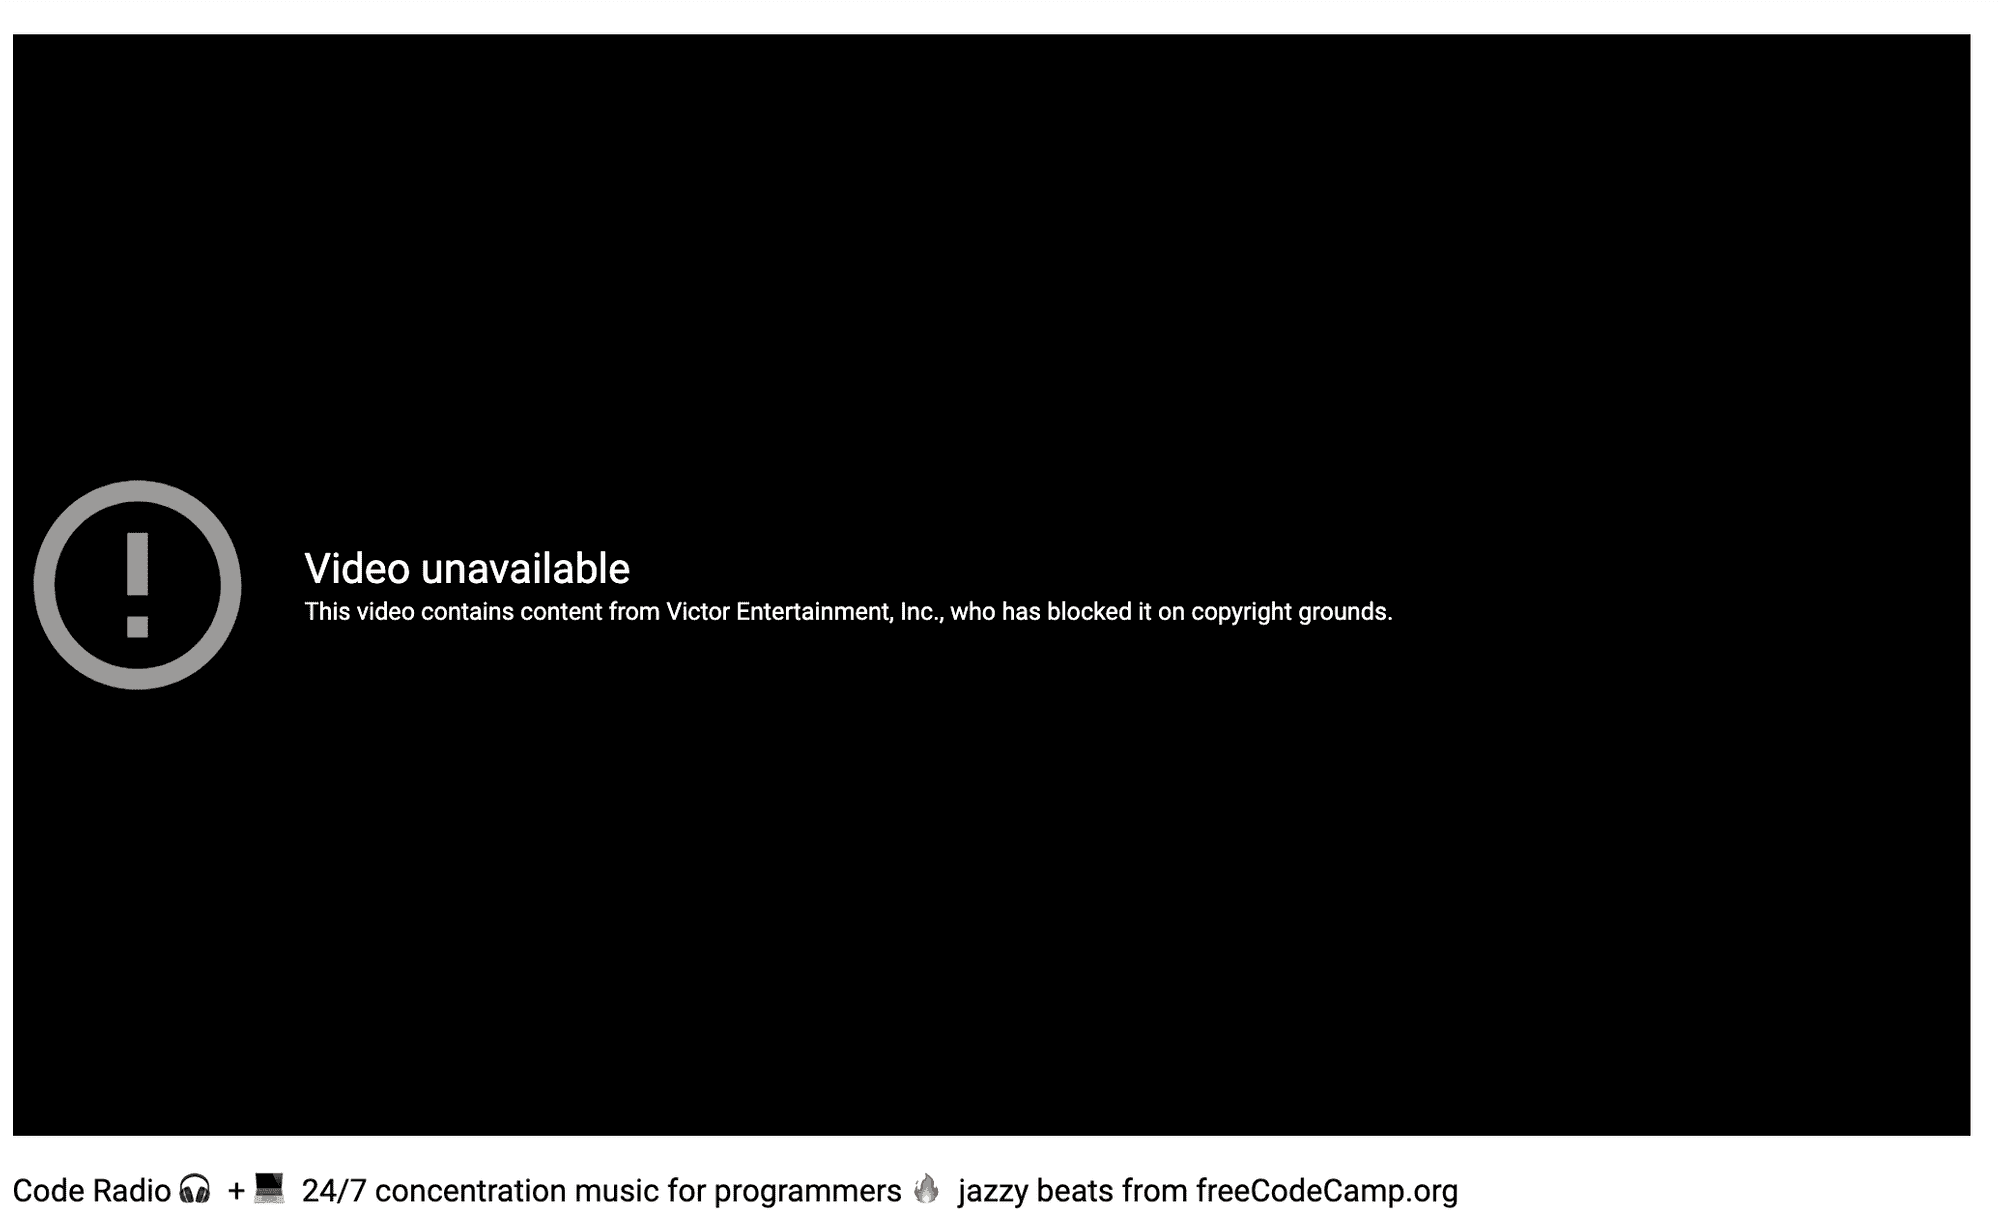 Video unavailable
This video contains content from Victor Entertainment, Inc., who has blocked it on copyright grounds.
Code Radio 🎧 + 💻 24/7 concentration music for programmers 🔥 jazzy beats from freeCodeCamp.org